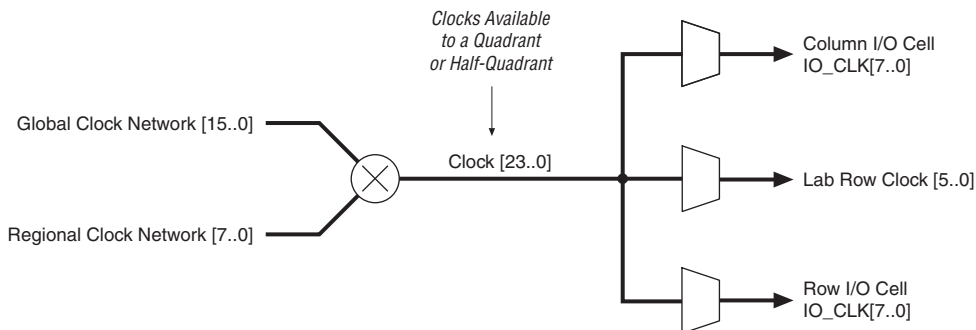 Clocks Available
to a Quadrant
or Half-Quadrant
Column I/O Cell
IO_CLK[7..0]
Global Clock Network [15..0]
Clock [23..0]
Lab Row Clock [5..0]
Regional Clock Network [7..0]
Row I/O Cell
IO_CLK[7..0]